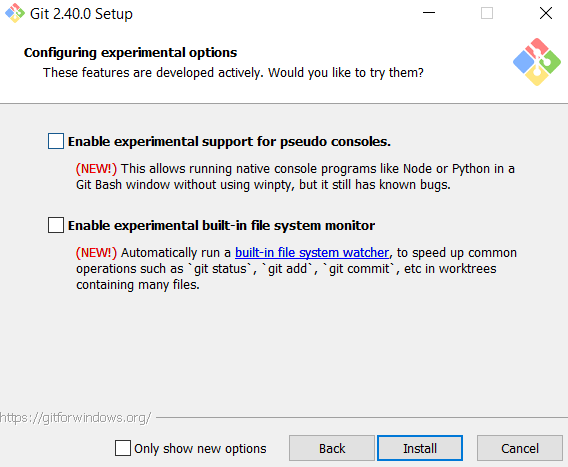 Git 2.40.0 Setup
Configuring experimental options
These features are developed actively. Would you like to try them?
Enable experimental support for pseudo consoles.
(NEW!) This allows running native console programs like Node or Python in a
Git Bash window without using winpty, but it still has known bugs.
Enable experimental built-in file system monitor
(NEW!) Automatically run a built-in file system watcher, to speed up common
operations such as `git status`, `git add`, `git commit`, etc in worktrees
containing many files.
https://gitforwindows.org/
Only show new options
Back
Install
Cancel